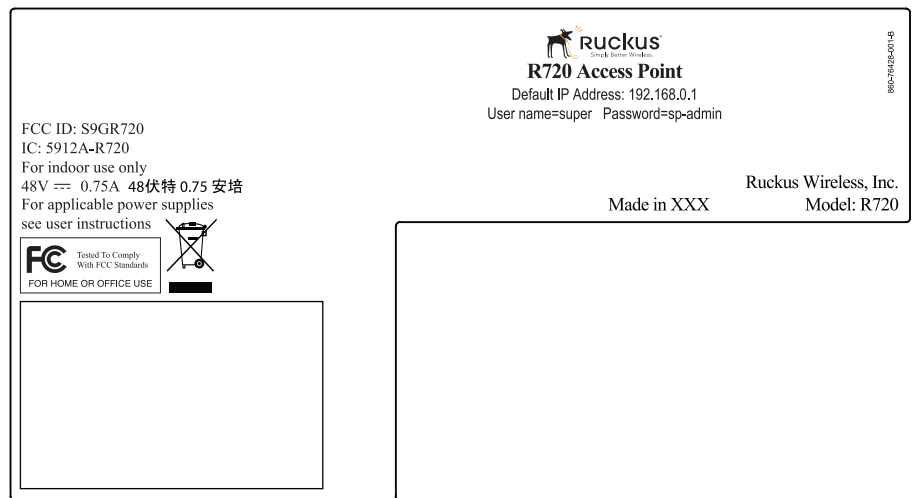 Ruckus
Simply Better Wireless.
R720 Access Point
Default IP Address: 192.168.0.1
User name=super Password=sp-admin
860-76428-001-B
FCC ID: S9GR720
IC: 5912A-R720
For indoor use only
48V ⎓ 0.75A 48伏特 0.75 安培
For applicable power supplies
see user instructions
Ruckus Wireless, Inc.
Made in XXX Model: R720
FC Tested To Comply
With FCC Standards
FOR HOME OR OFFICE USE